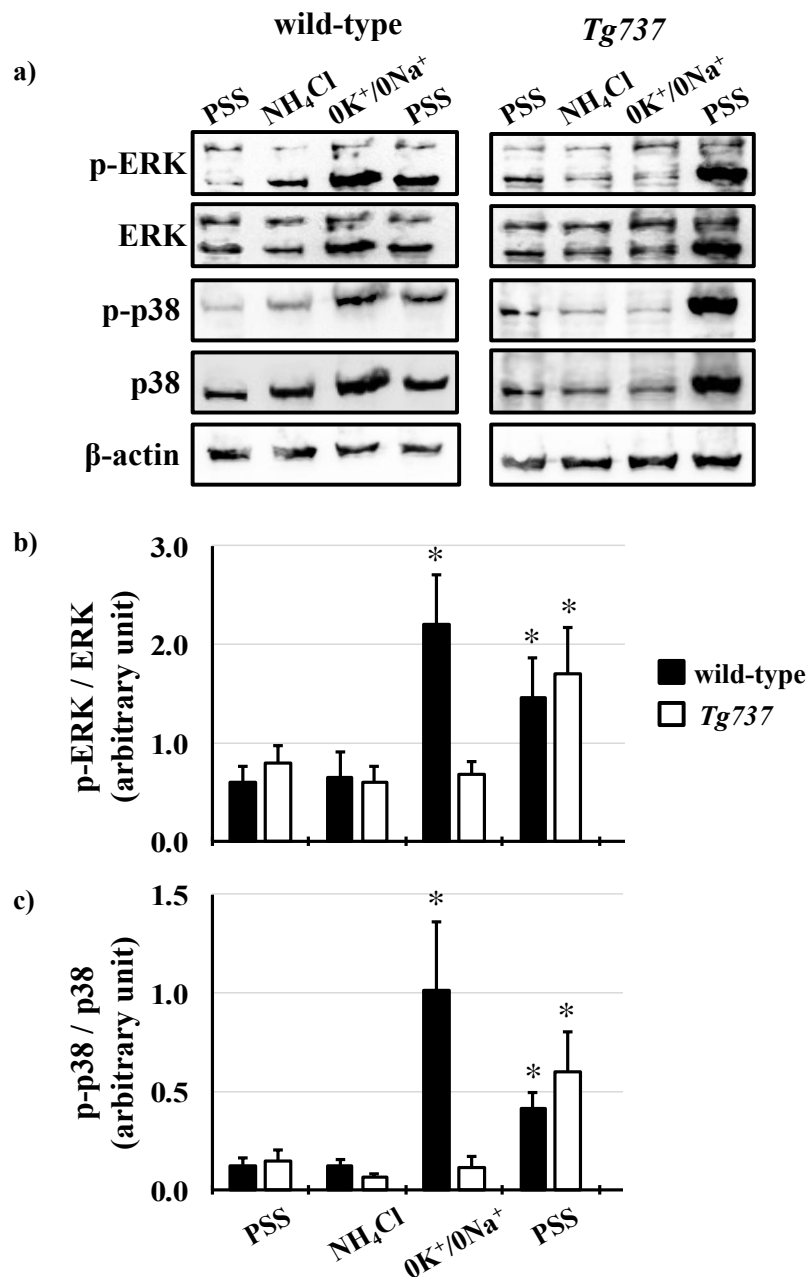 wild-type Tg737
a)
PSS NH₄Cl 0K⁺/0Na⁺ PSS PSS NH₄Cl 0K⁺/0Na⁺ PSS
p-ERK
ERK
p-p38
p38
β-actin
b)
p-ERK / ERK
(arbitrary unit)
3.0
2.0
1.0
0.0
*
* *
wild-type
Tg737
c)
p-p38 / p38
(arbitrary unit)
1.5
1.0
0.5
0.0
*
* *
PSS NH₄Cl 0K⁺/0Na⁺ PSS